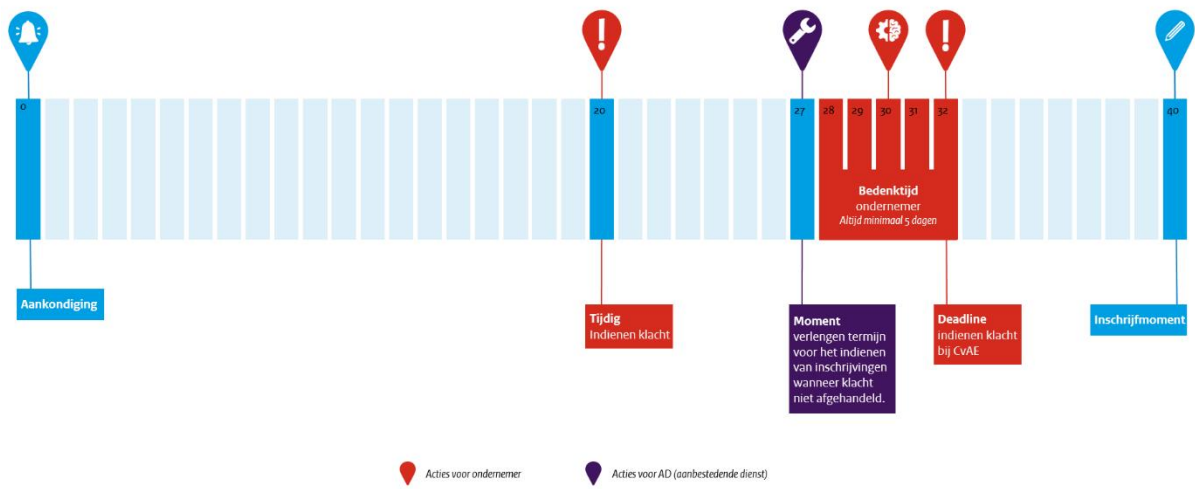 0
20
27
28
29
30
31
32
40
Bedenktijd
ondernemer
Altijd minimaal 5 dagen
Aankondiging
Tijdig
Indienen klacht
Moment
verlengen termijn
voor het indienen
van inschrijvingen
wanneer klacht
niet afgehandeld.
Deadline
indienen klacht
bij CvAE
Inschrijfmoment
Acties voor ondernemer
Acties voor AD (aanbestedende dienst)